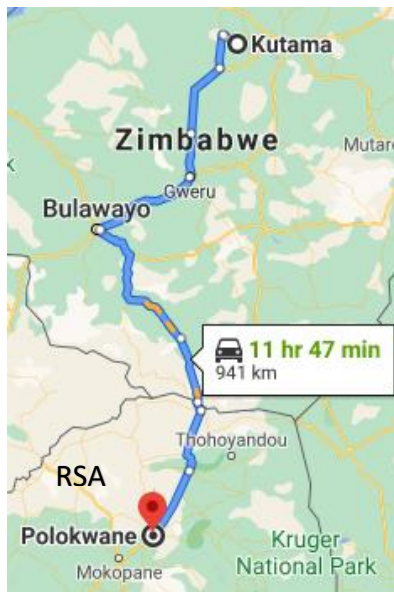 Kutama
Zimbabwe
Mutare
Gweru
Bulawayo
11 hr 47 min
941 km
Thohoyandou
RSA
Polokwane
Kruger
National Park
Mokopane